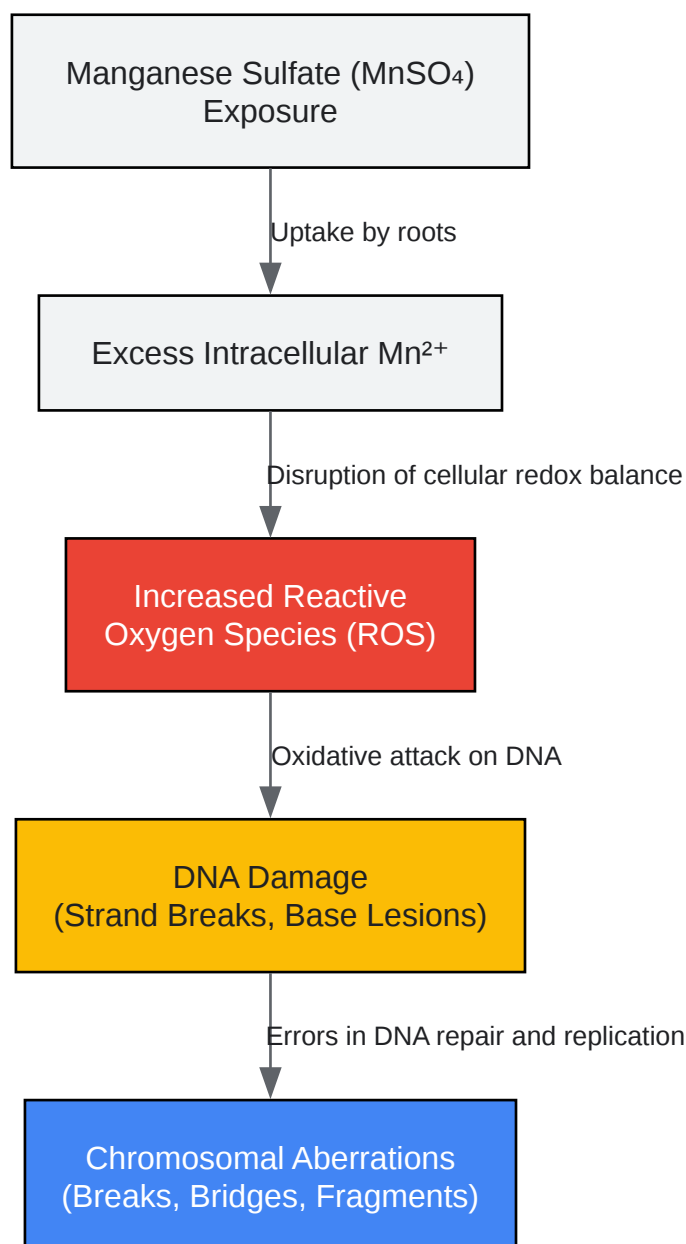 Manganese Sulfate (MnSO₄)
Exposure
Uptake by roots
Excess Intracellular Mn²⁺
Disruption of cellular redox balance
Increased Reactive
Oxygen Species (ROS)
Oxidative attack on DNA
DNA Damage
(Strand Breaks, Base Lesions)
Errors in DNA repair and replication
Chromosomal Aberrations
(Breaks, Bridges, Fragments)